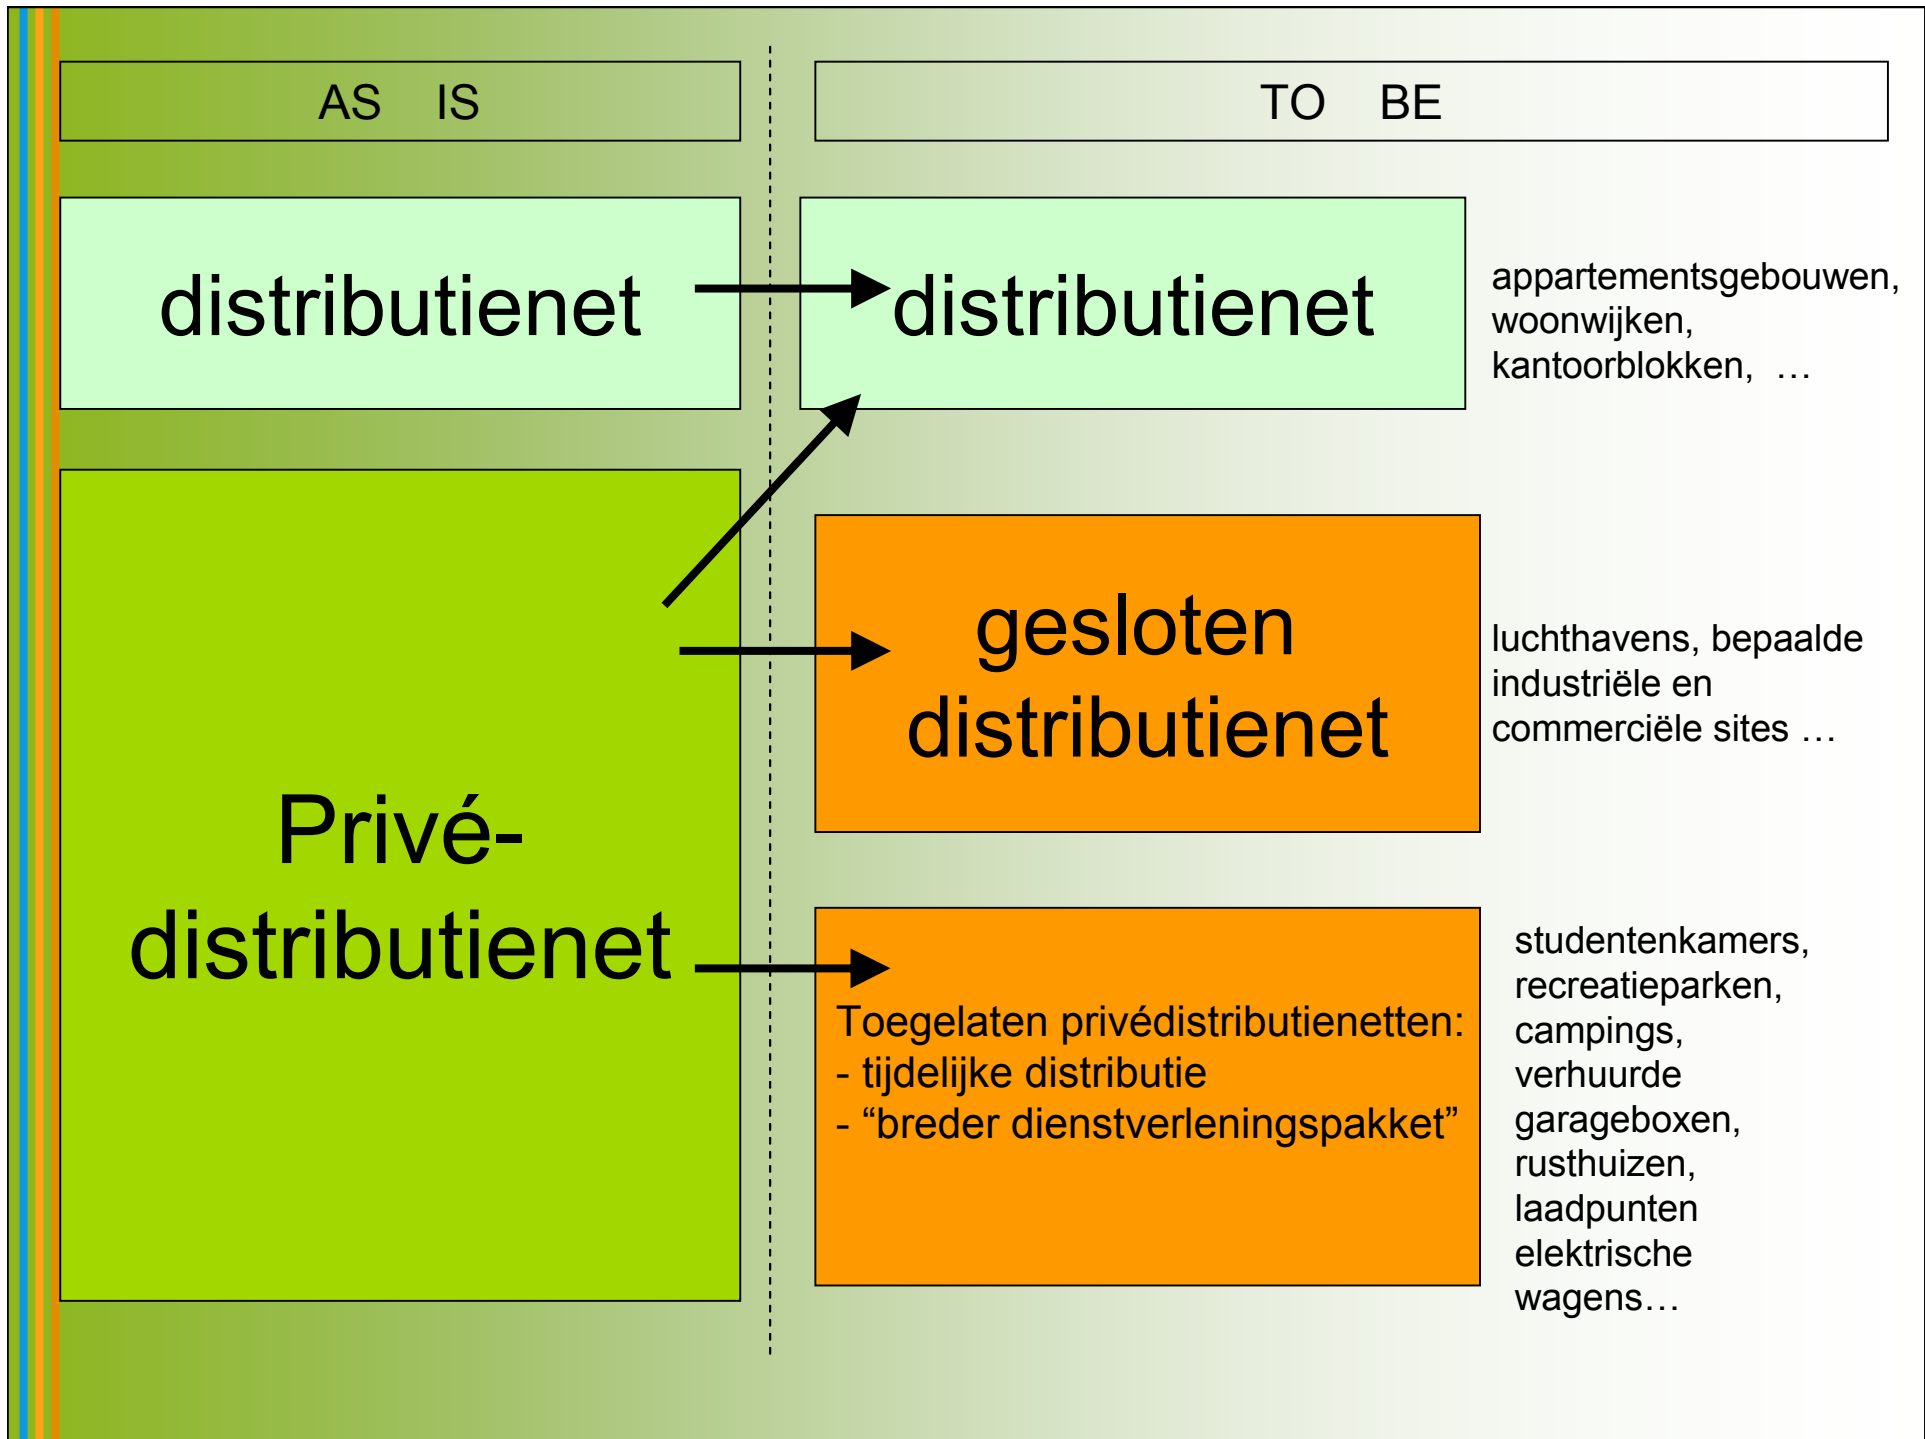 AS IS
TO BE
distributienet
distributienet
appartementsgebouwen,
woonwijken,
kantoorblokken, …
Privé-
distributienet
gesloten
distributienet
luchthavens, bepaalde
industriële en
commerciële sites …
Toegelaten privédistributienetten:
- tijdelijke distributie
- “breder dienstverleningspakket”
studentenkamers,
recreatieparken,
campings,
verhuurde
garageboxen,
rusthuizen,
laadpunten
elektrische
wagens…